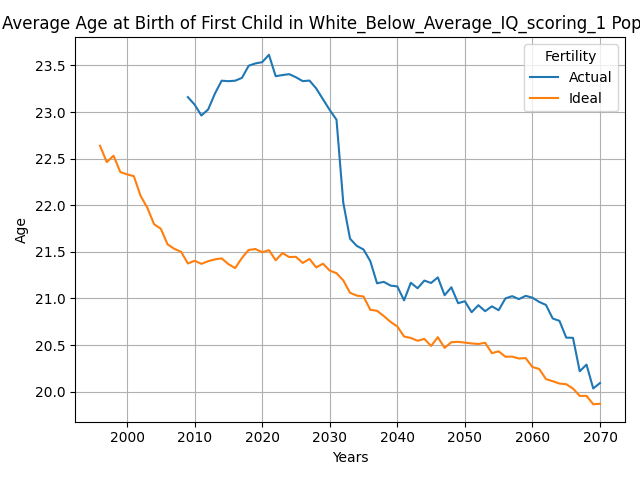 Average Age at Birth of First Child in White_Below_Average_IQ_scoring_1 Pop
Fertility
Actual
Ideal
23.5
23.0
22.5
22.0
21.5
21.0
20.5
20.0
Age
2000 2010 2020 2030 2040 2050 2060 2070
Years